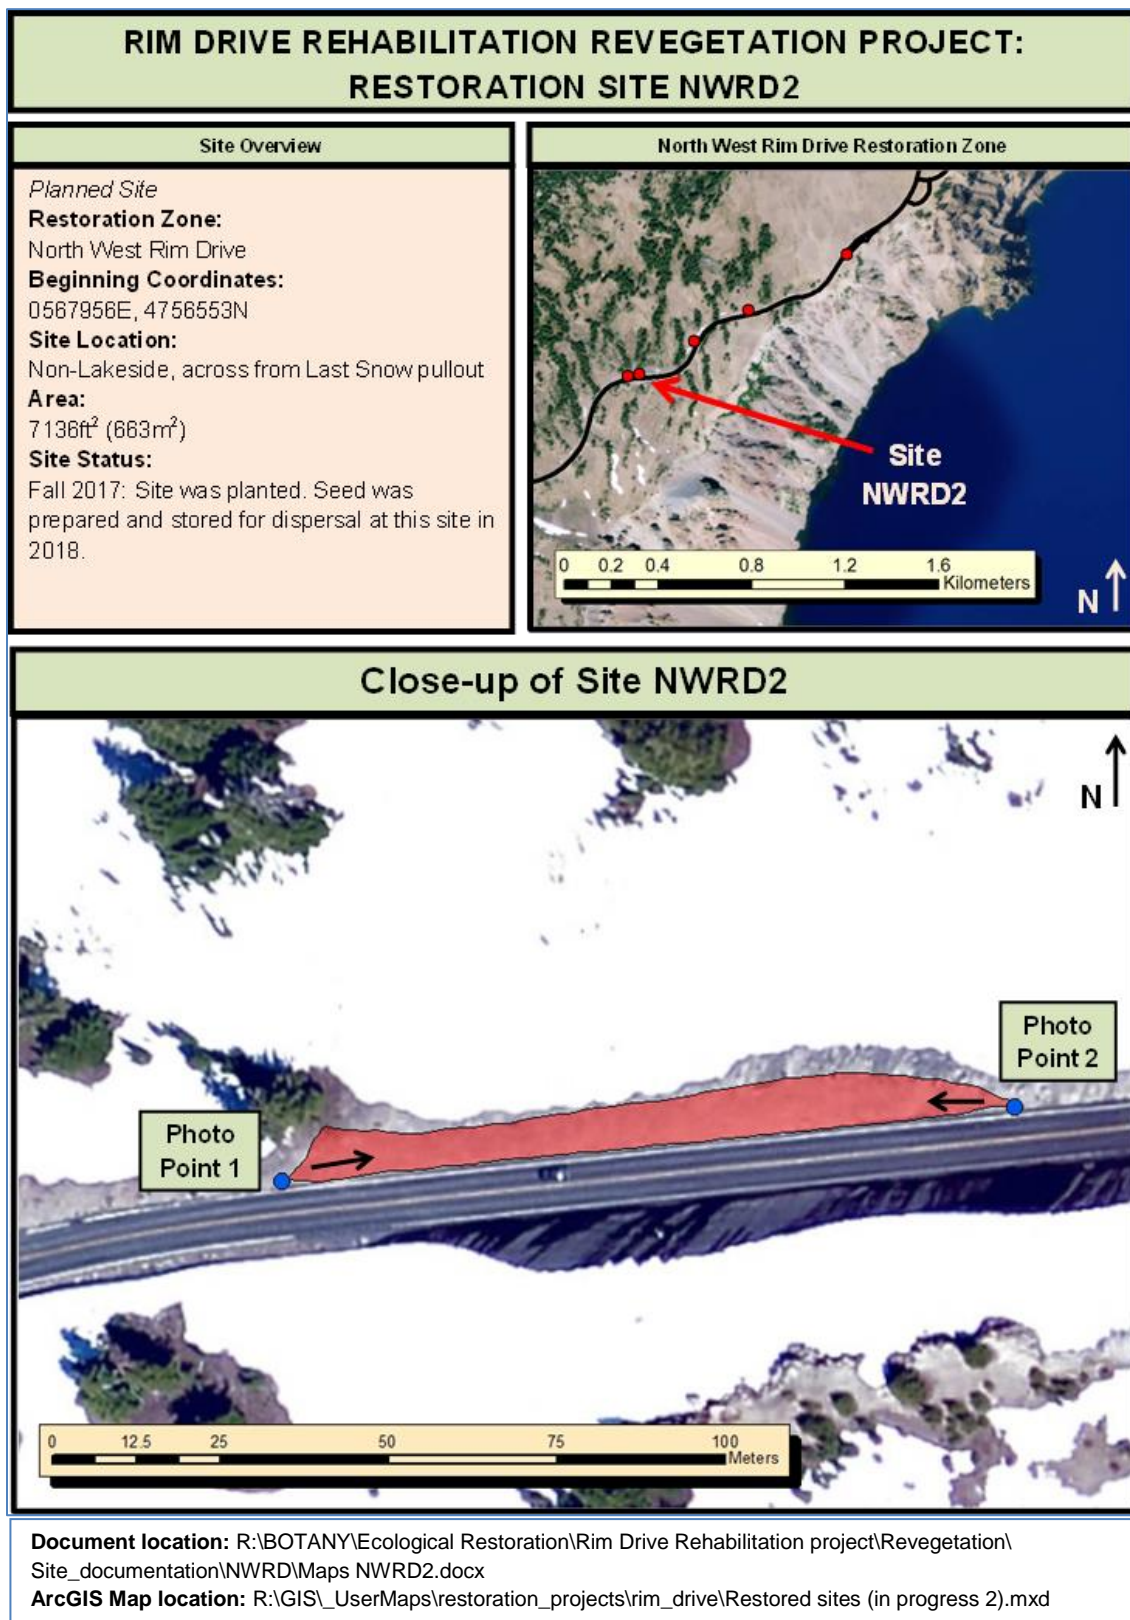 RIM DRIVE REHABILITATION REVEGETATION PROJECT:
RESTORATION SITE NWRD2
Site Overview
Planned Site
Restoration Zone:
North West Rim Drive
Beginning Coordinates:
0567956E, 4756553N
Site Location:
Non-Lakeside, across from Last Snow pullout
Area:
7136ft² (663m²)
Site Status:
Fall 2017: Site was planted. Seed was
prepared and stored for dispersal at this site in
2018.
North West Rim Drive Restoration Zone
Site
NWRD2
0 0.2 0.4 0.8 1.2 1.6
Kilometers
N
Close-up of Site NWRD2
N
Photo
Point 2
Photo
Point 1
0 12.5 25 50 75 100
Meters
Document location: R:\BOTANY\Ecological Restoration\Rim Drive Rehabilitation project\Revegetation\
Site_documentation\NWRD\Maps NWRD2.docx
ArcGIS Map location: R:\GIS\_UserMaps\restoration_projects\rim_drive\Restored sites (in progress 2).mxd